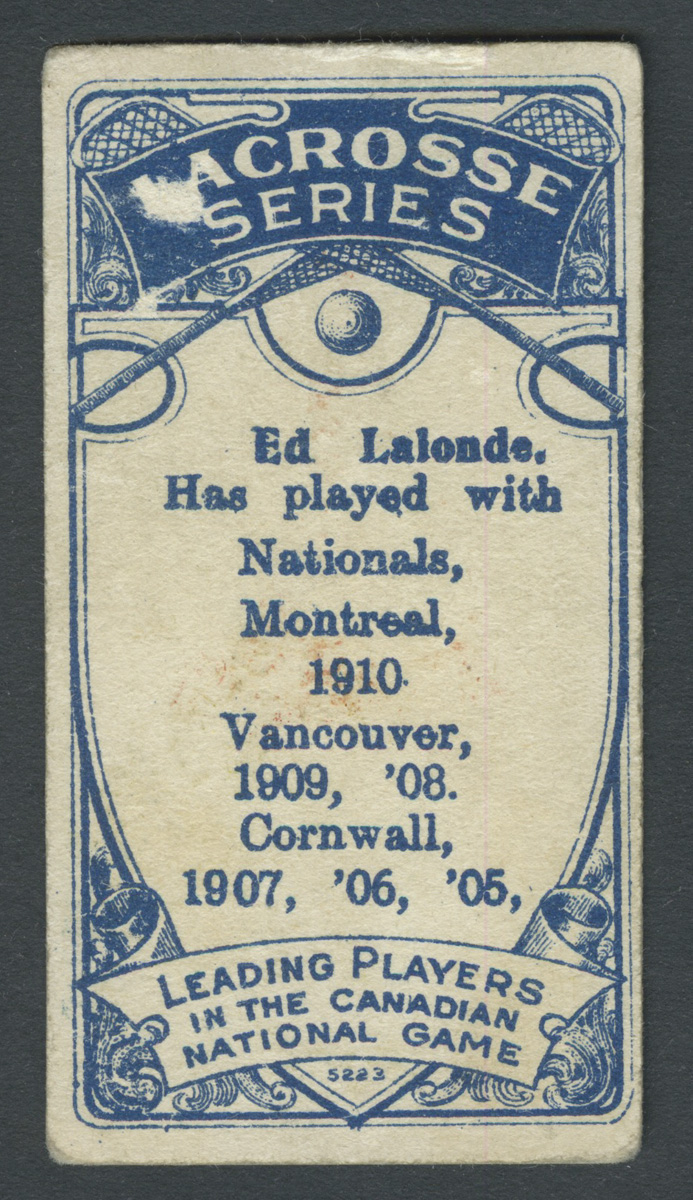 LACROSSE
SERIES
Ed Lalonde.
Has played with
Nationals,
Montreal,
1910.
Vancouver,
1909, '08.
Cornwall,
1907, '06, '05,
LEADING PLAYERS
IN THE CANADIAN
NATIONAL GAME
5223